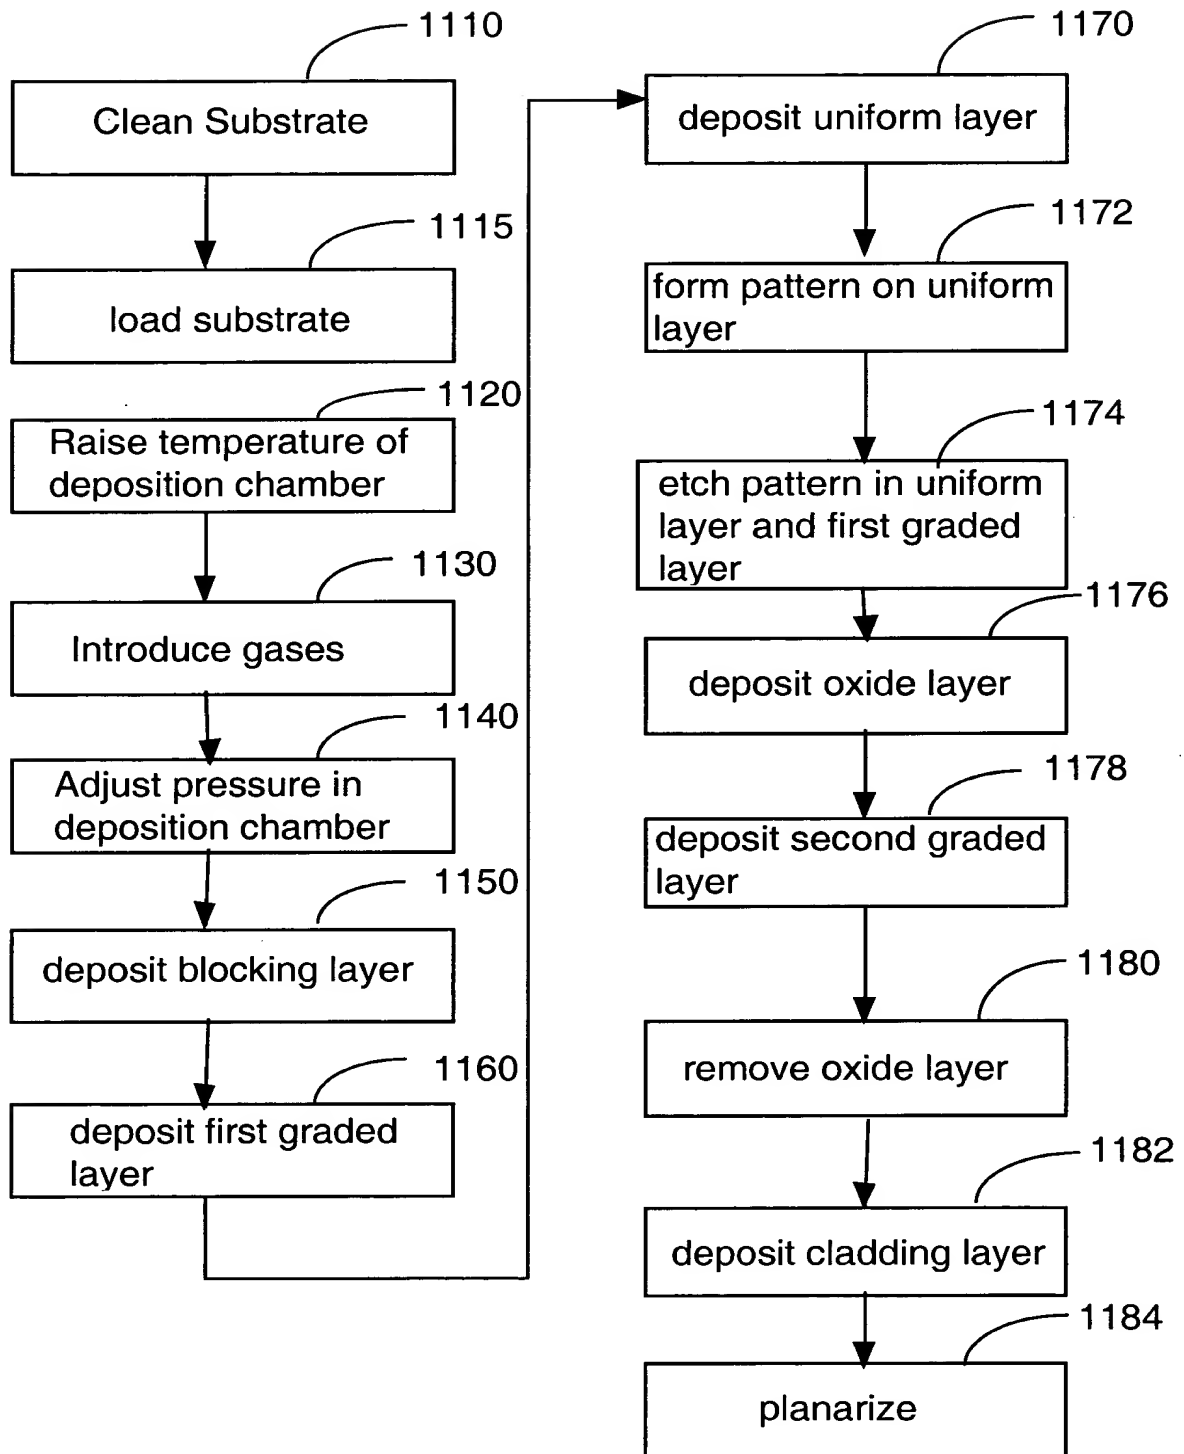 1110
Clean Substrate
1115
load substrate
1120
Raise temperature of
deposition chamber
1130
Introduce gases
1140
Adjust pressure in
deposition chamber
1150
deposit blocking layer
1160
deposit first graded
layer
1170
deposit uniform layer
1172
form pattern on uniform
layer
1174
etch pattern in uniform
layer and first graded
layer
1176
deposit oxide layer
1178
deposit second graded
layer
1180
remove oxide layer
1182
deposit cladding layer
1184
planarize